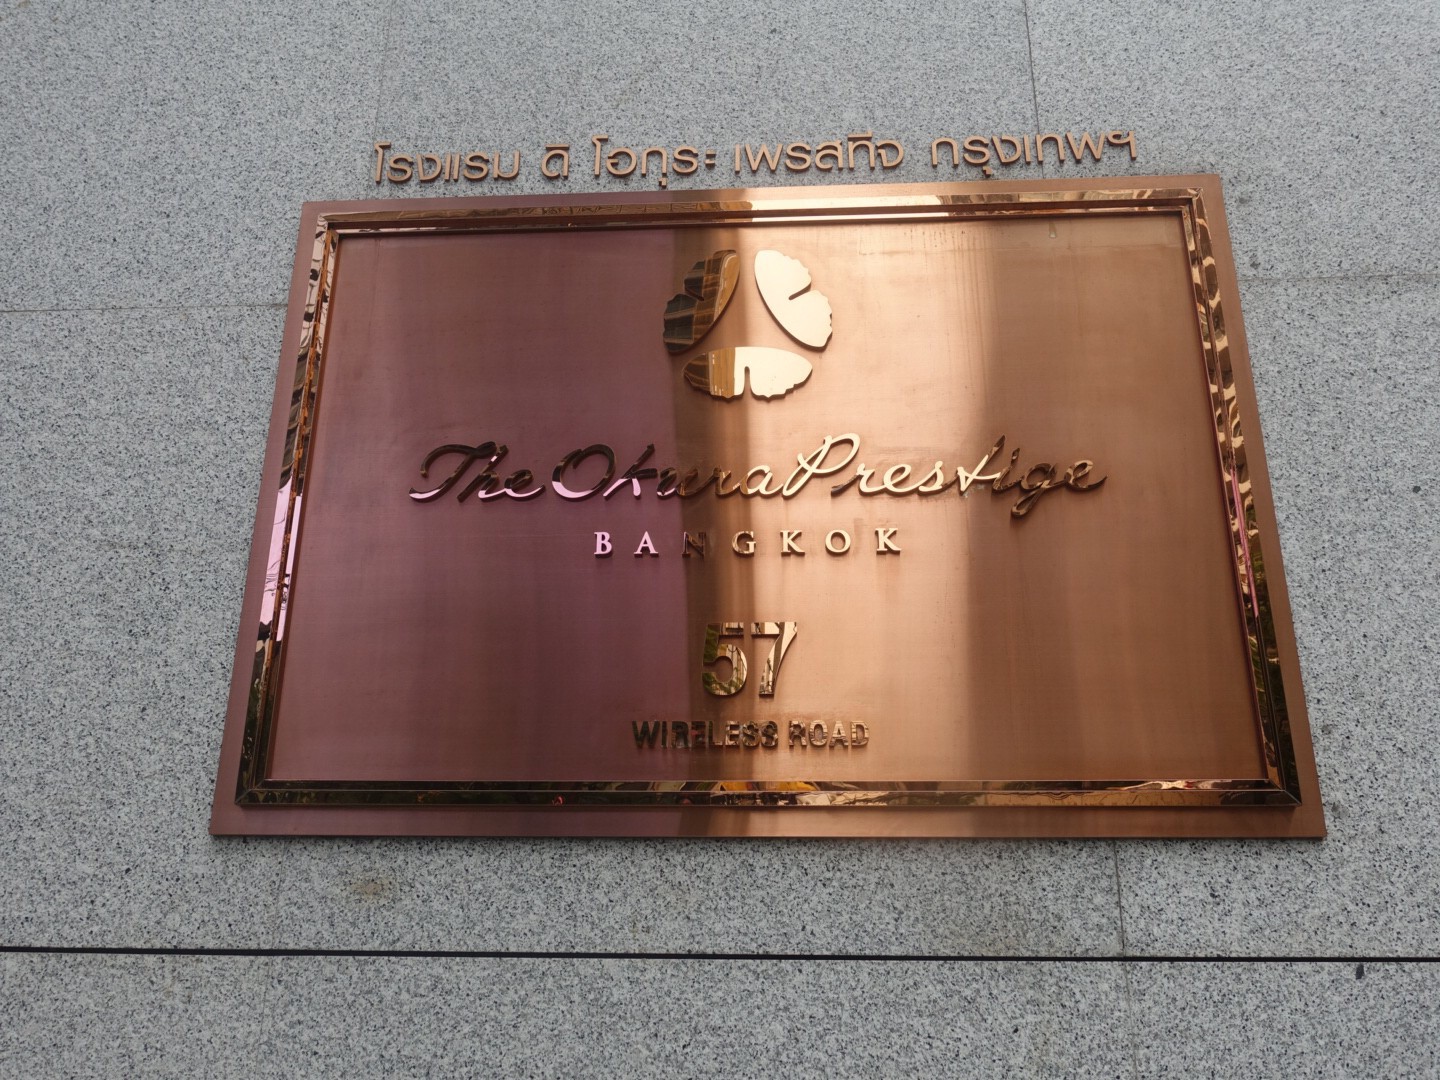 โรงแรม ดิ โอกุระ เพรสทีจ กรุงเทพฯ
The Okura Prestige
BANGKOK
57
WIRELESS ROAD